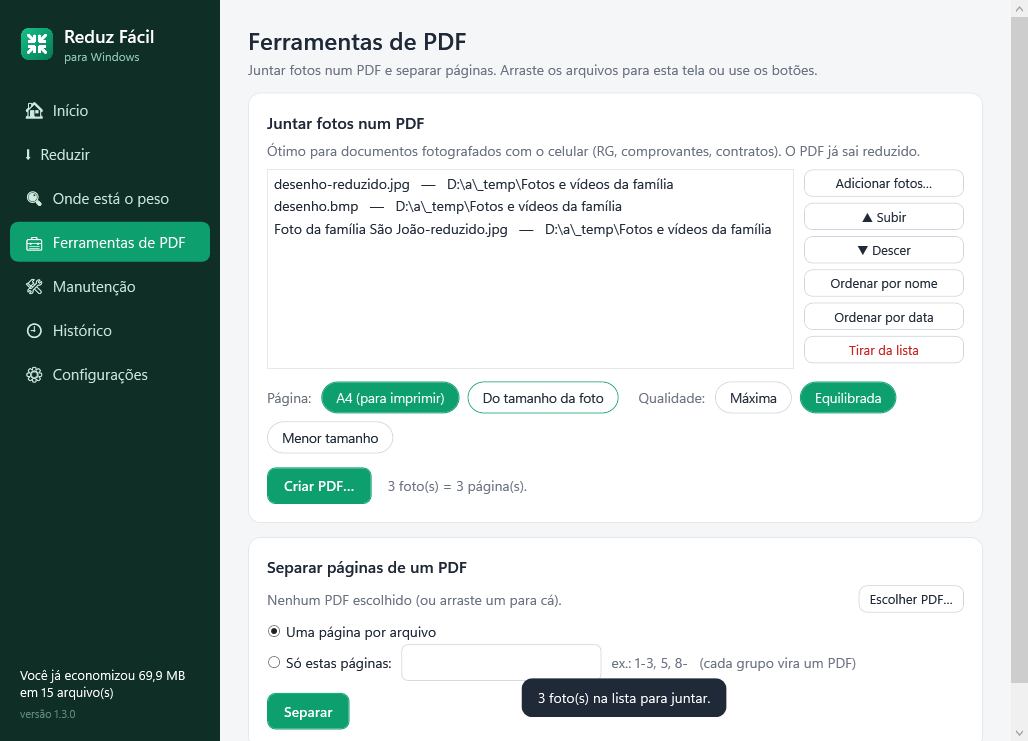 Reduz Fácil
para Windows
Início
Reduzir
Onde está o peso
Ferramentas de PDF
Manutenção
Histórico
Configurações
Você já economizou 69,9 MB
em 15 arquivo(s)
versão 1.3.0
Ferramentas de PDF
Juntar fotos num PDF e separar páginas. Arraste os arquivos para esta tela ou use os botões.
Juntar fotos num PDF
Ótimo para documentos fotografados com o celular (RG, comprovantes, contratos). O PDF já sai reduzido.
desenho-reduzido.jpg — D:\a\_temp\Fotos e vídeos da família
desenho.bmp — D:\a\_temp\Fotos e vídeos da família
Foto da família São João-reduzido.jpg — D:\a\_temp\Fotos e vídeos da família
Adicionar fotos...
▲ Subir
▼ Descer
Ordenar por nome
Ordenar por data
Tirar da lista
Página: A4 (para imprimir) Do tamanho da foto Qualidade: Máxima Equilibrada
Menor tamanho
Criar PDF... 3 foto(s) = 3 página(s).
Separar páginas de um PDF
Nenhum PDF escolhido (ou arraste um para cá). Escolher PDF...
Uma página por arquivo
Só estas páginas: ex.: 1-3, 5, 8- (cada grupo vira um PDF)
3 foto(s) na lista para juntar.
Separar